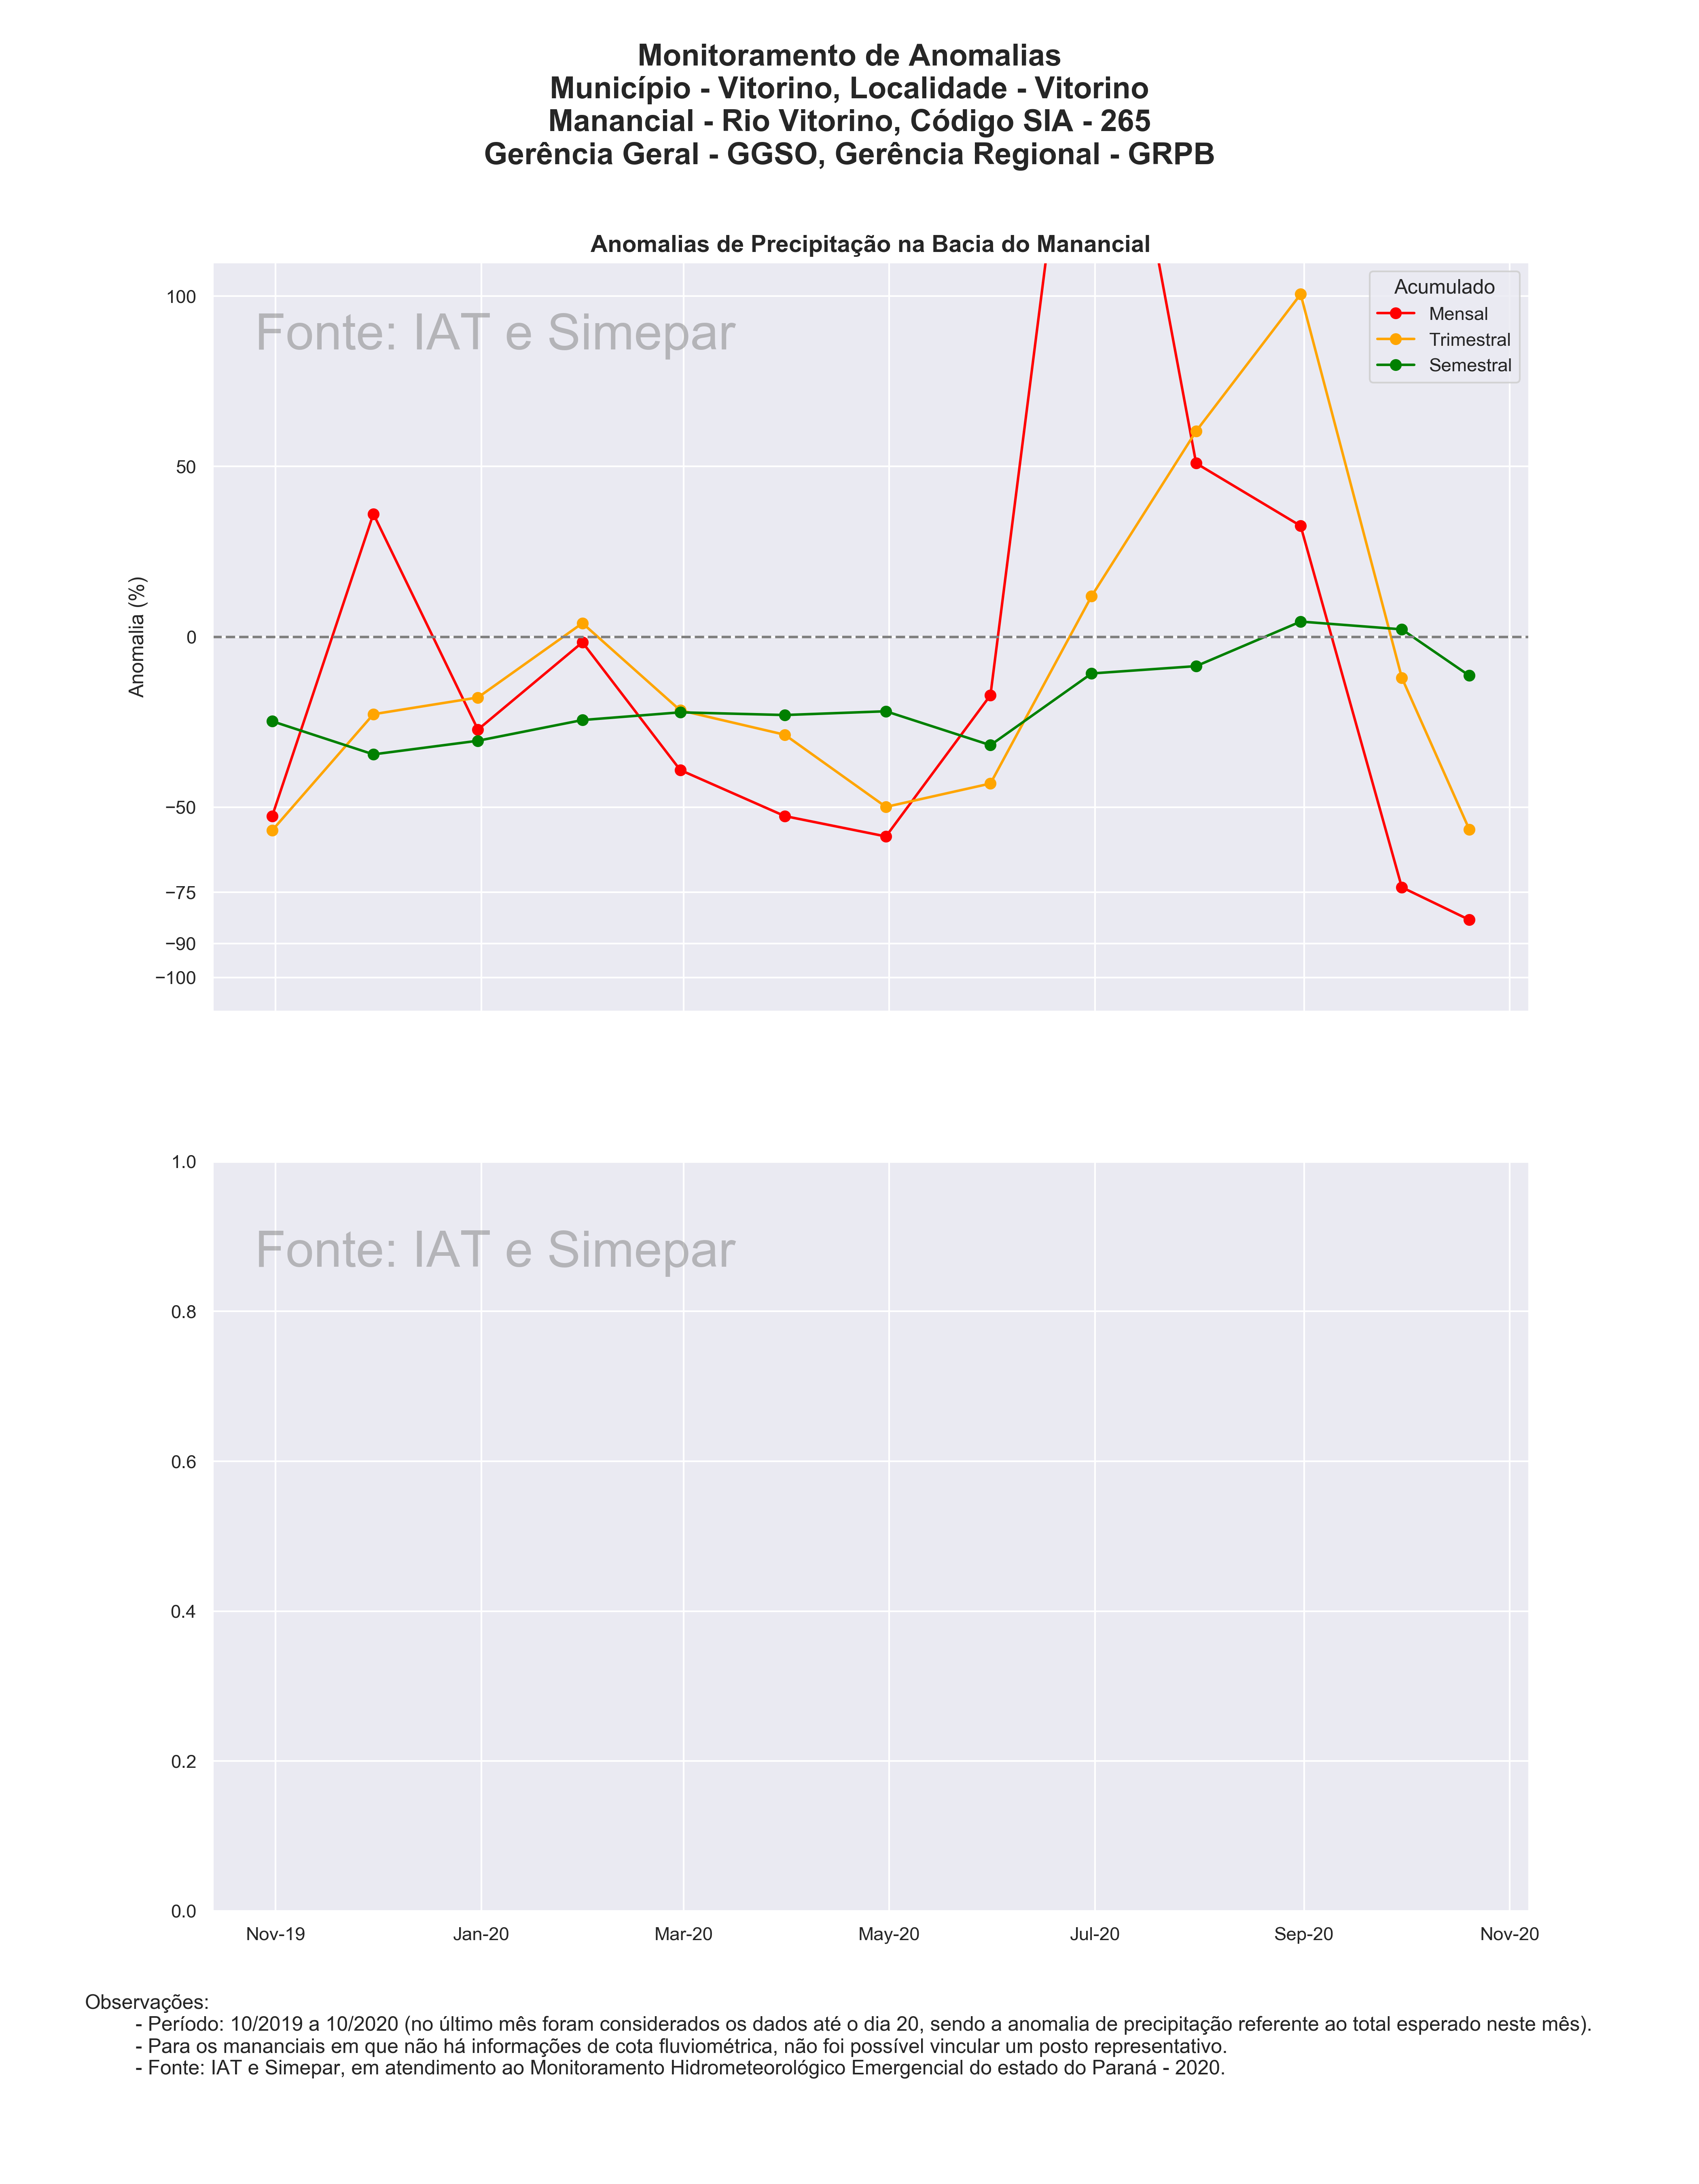 Monitoramento de Anomalias
Município - Vitorino, Localidade - Vitorino
Manancial - Rio Vitorino, Código SIA - 265
Gerência Geral - GGSO, Gerência Regional - GRPB
Anomalias de Precipitação na Bacia do Manancial
Fonte: IAT e Simepar
Acumulado
Mensal
Trimestral
Semestral
Anomalia (%)
100
50
0
−50
−75
−90
−100
Fonte: IAT e Simepar
1.0
0.8
0.6
0.4
0.2
0.0
Nov-19 Jan-20 Mar-20 May-20 Jul-20 Sep-20 Nov-20
Observações:
- Período: 10/2019 a 10/2020 (no último mês foram considerados os dados até o dia 20, sendo a anomalia de precipitação referente ao total esperado neste mês).
- Para os mananciais em que não há informações de cota fluviométrica, não foi possível vincular um posto representativo.
- Fonte: IAT e Simepar, em atendimento ao Monitoramento Hidrometeorológico Emergencial do estado do Paraná - 2020.